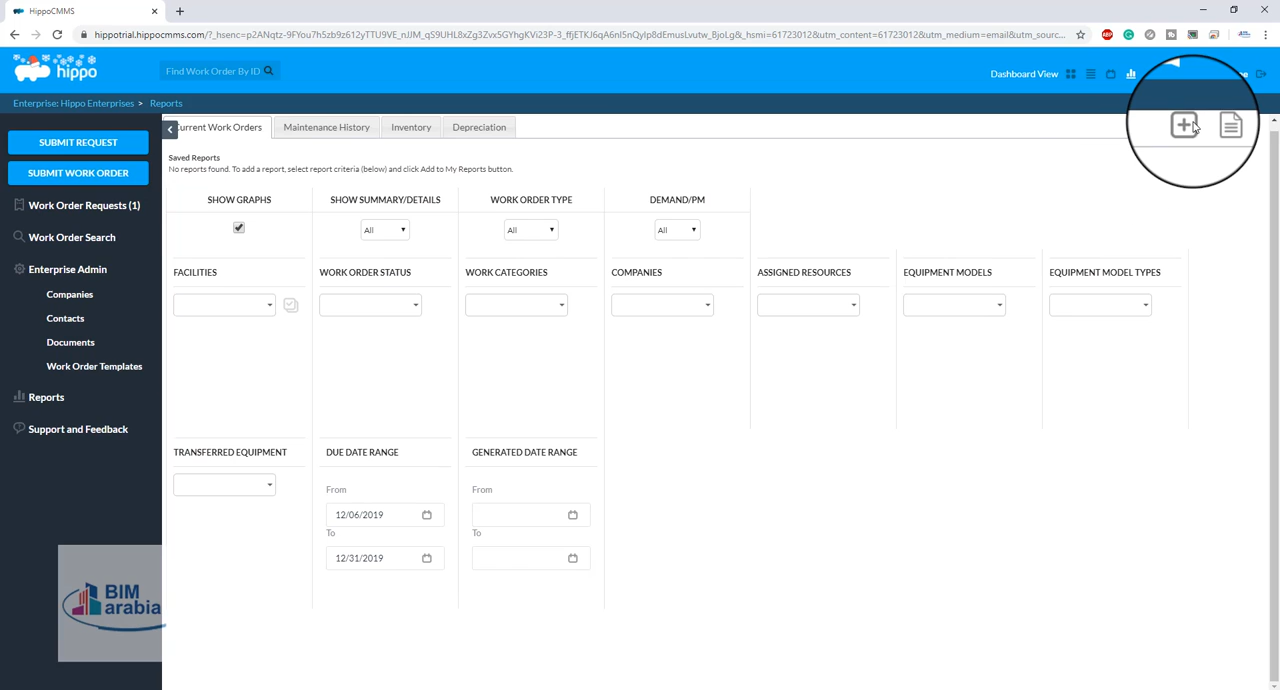 HippoCMMS
hippotrial.hippocmms.com/?_hsenc=p2ANqtz-9FYou7h5zb9z612yTTU9VE_nJJM_qS9UHL8xZg3Zvx5GYhgKVi23P-3_ffjETKJ6qA6nl5nQylp8dEmusLvutw_Bjolg&_hsmi=61723012&utm_content=61723012&utm_medium=email&utm_sourc...
ABP
hippo
Find Work Order By ID
Dashboard View
Enterprise: Hippo Enterprises > Reports
SUBMIT REQUEST
SUBMIT WORK ORDER
Work Order Requests (1)
Work Order Search
Enterprise Admin
Companies
Contacts
Documents
Work Order Templates
Reports
Support and Feedback
Current Work Orders Maintenance History Inventory Depreciation
Saved Reports
No reports found. To add a report, select report criteria (below) and click Add to My Reports button.
SHOW GRAPHS SHOW SUMMARY/DETAILS WORK ORDER TYPE DEMAND/PM
All All All
FACILITIES WORK ORDER STATUS WORK CATEGORIES COMPANIES ASSIGNED RESOURCES EQUIPMENT MODELS EQUIPMENT MODEL TYPES
TRANSFERRED EQUIPMENT DUE DATE RANGE GENERATED DATE RANGE
From From
12/06/2019
To To
12/31/2019
BIM
arabia